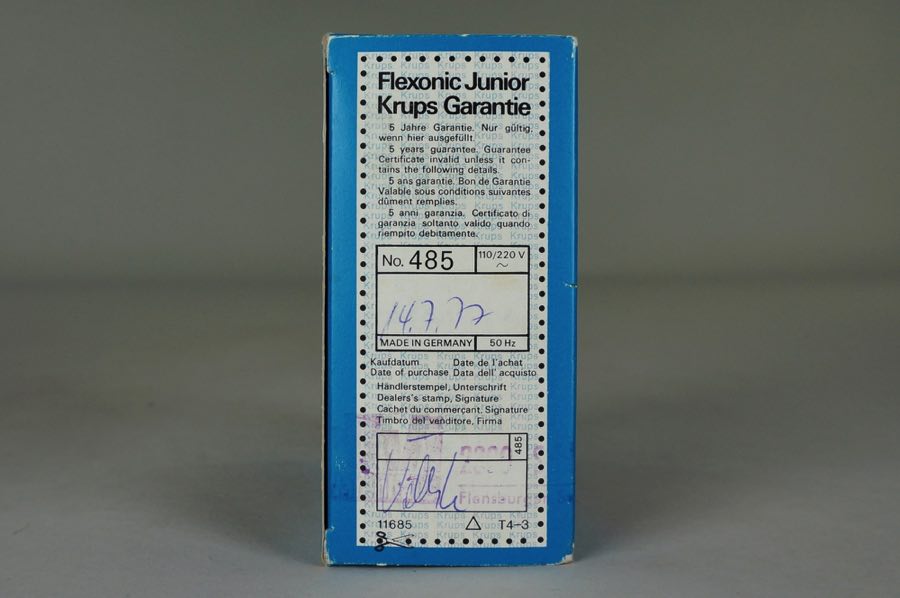 Flexonic Junior
Krups Garantie
5 Jahre Garantie. Nur gültig,
wenn hier ausgefüllt.
5 years guarantee. Guarantee
Certificate invalid unless it con-
tains the following details.
5 ans garantie. Bon de Garantie
Valable sous conditions suivantes
dûment remplies.
5 anni garanzia. Certificato di
garanzia soltanto valido quando
riempito debitamente.
No. 485 110/220 V
~
14.7.77
MADE IN GERMANY 50 Hz
Kaufdatum Date de l'achat
Date of purchase Data dell' acquisto
Händlerstempel, Unterschrift
Dealers's stamp, Signature
Cachet du commerçant, Signature
Timbro del venditore, Firma
485
Flensburg
11685 T4-3